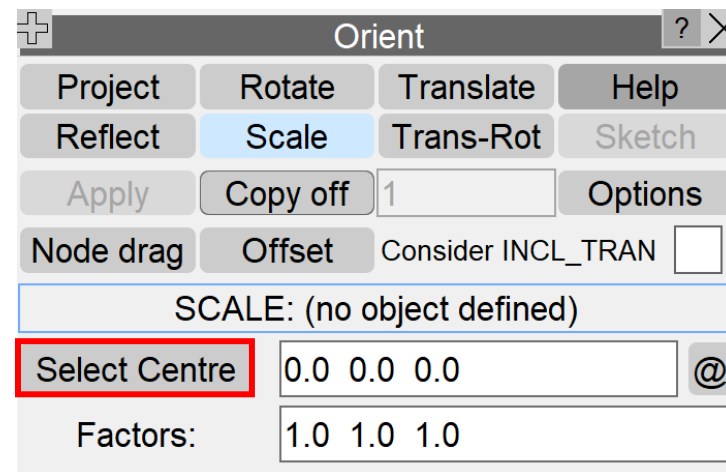 Orient ? X
Project Rotate Translate Help
Reflect Scale Trans-Rot Sketch
Apply Copy off 1 Options
Node drag Offset Consider INCL_TRAN
SCALE: (no object defined)
Select Centre 0.0 0.0 0.0 @
Factors: 1.0 1.0 1.0